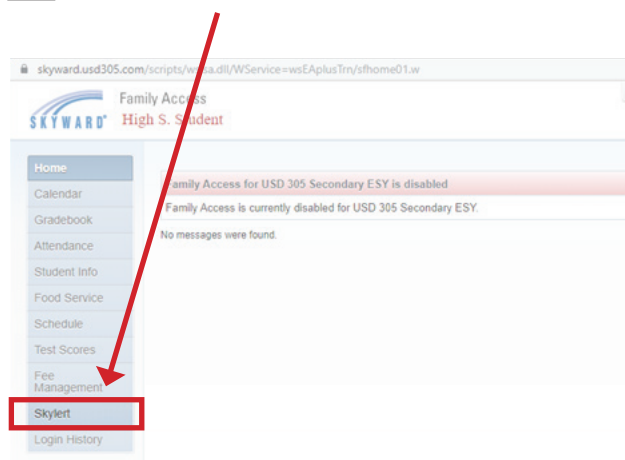 skyward.usd305.com/scripts/wsisa.dll/WService=wsEAplusTrn/sfhome01.w
Family Access
SKYWARD®
High S. Student
Home
Calendar
Gradebook
Attendance
Student Info
Food Service
Schedule
Test Scores
Fee
Management
Skylert
Login History
Family Access for USD 305 Secondary ESY is disabled
Family Access is currently disabled for USD 305 Secondary ESY.
No messages were found.